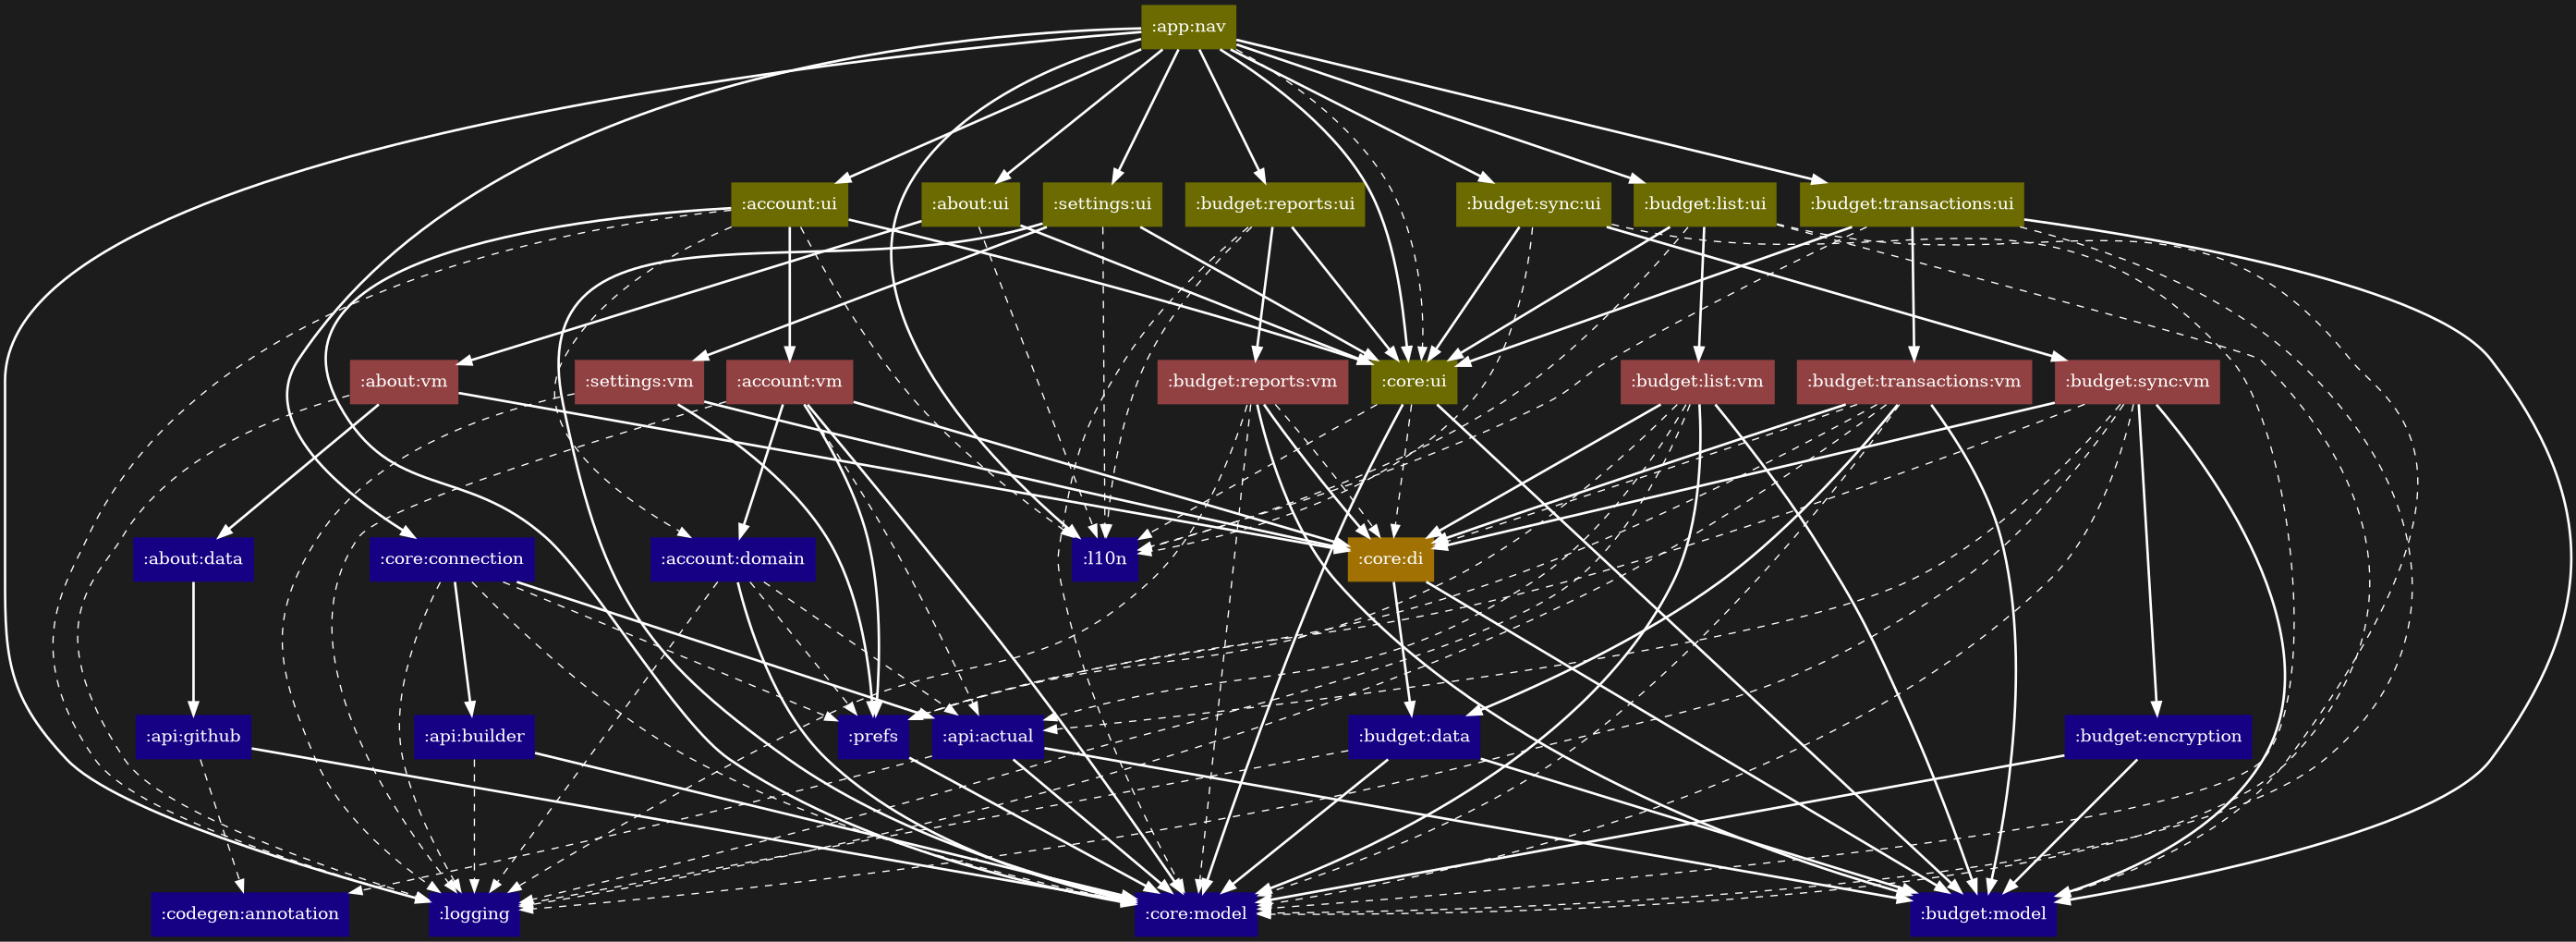 :app:nav
:account:ui
:about:ui
:settings:ui
:budget:reports:ui
:budget:sync:ui
:budget:list:ui
:budget:transactions:ui
:about:vm
:settings:vm
:account:vm
:budget:reports:vm
:core:ui
:budget:list:vm
:budget:transactions:vm
:budget:sync:vm
:about:data
:core:connection
:account:domain
:l10n
:core:di
:api:github
:api:builder
:prefs
:api:actual
:budget:data
:budget:encryption
:codegen:annotation
:logging
:core:model
:budget:model